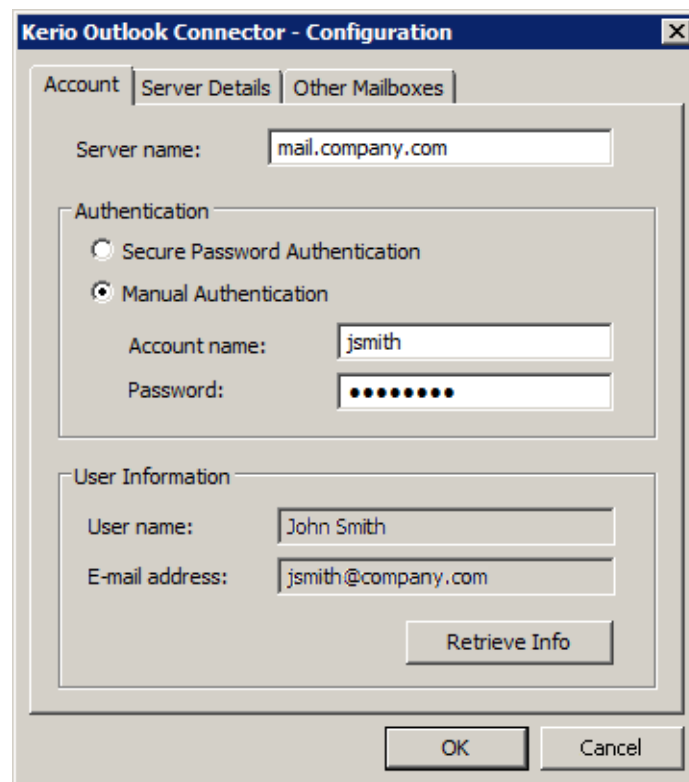 Kerio Outlook Connector - Configuration
Account Server Details Other Mailboxes
Server name: mail.company.com
Authentication
Secure Password Authentication
Manual Authentication
Account name: jsmith
Password: ●●●●●●●●
User Information
User name: John Smith
E-mail address: jsmith@company.com
Retrieve Info
OK Cancel